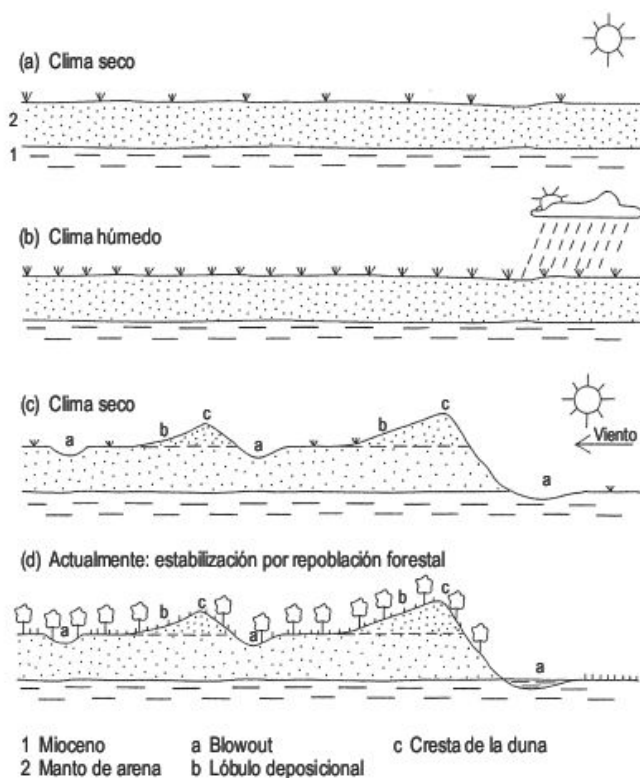 (a) Clima seco
2
1
(b) Clima húmedo
(c) Clima seco
c
c
b
b
a
a
Viento
a
(d) Actualmente: estabilización por repoblación forestal
c
c
b
b
a
a
a
1 Mioceno a Blowout c Cresta de la duna
2 Manto de arena b Lóbulo deposicional